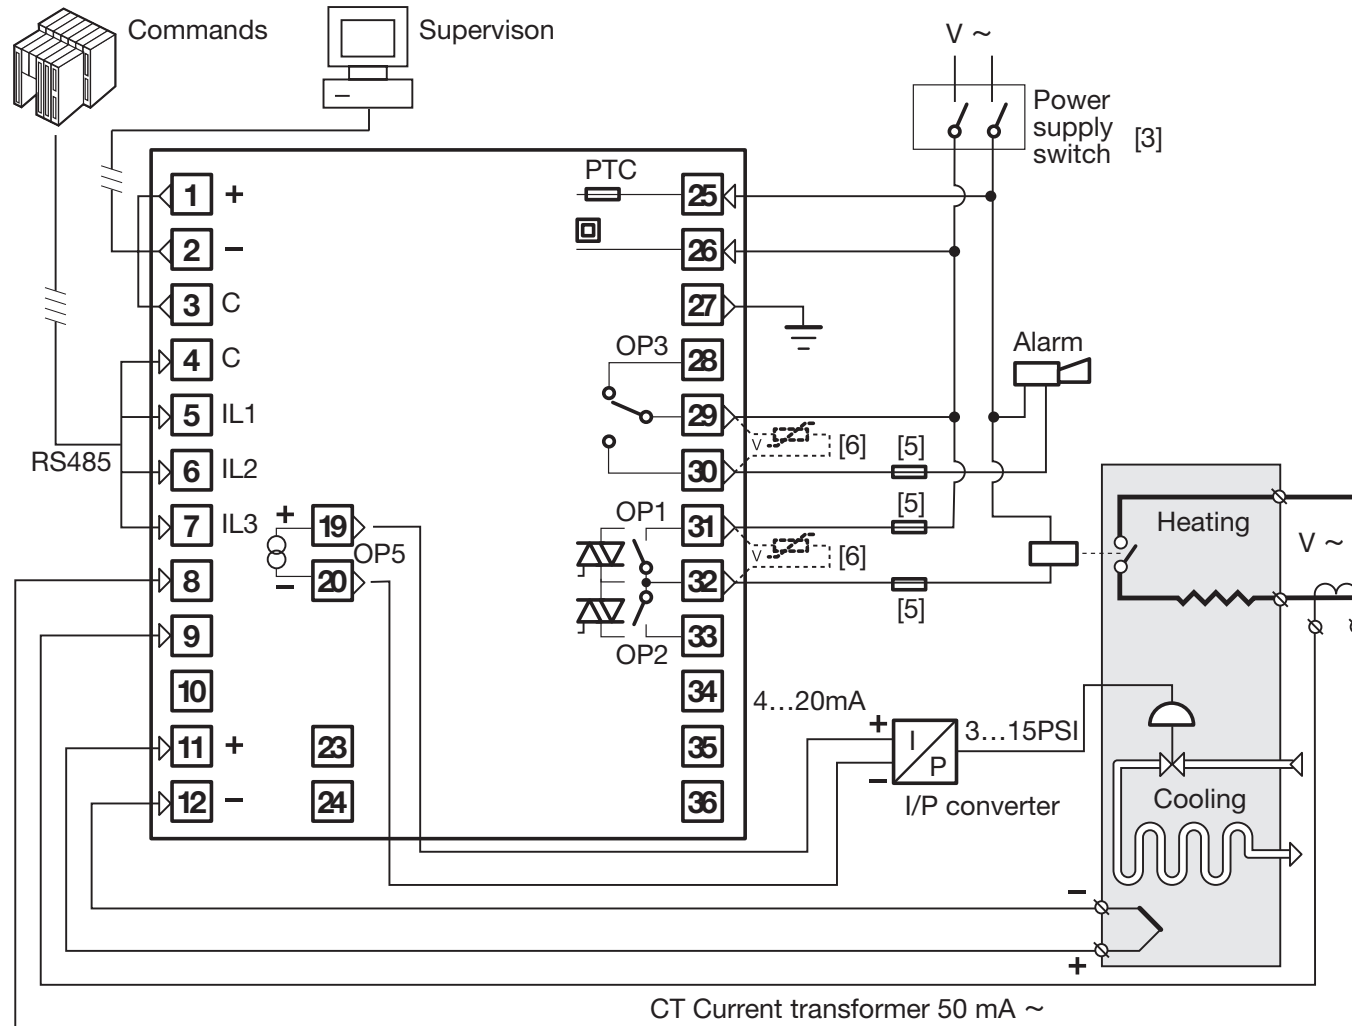 Commands
Supervison
V ~
Power
supply
switch
[3]
PTC
1 +
25
2 −
26
3 C
27
4 C
OP3
28
Alarm
5 IL1
29
[6]
V
[5]
RS485
6 IL2
30
[5]
7 IL3
+
19
OP5
OP1
31
Heating
V ~
V
[6]
8
−
20
32
[5]
9
33
OP2
10
34
4...20mA
+
3...15PSI
11 +
23
35
I
P
−
12 −
24
36
I/P converter
Cooling
−
+
CT Current transformer 50 mA ~